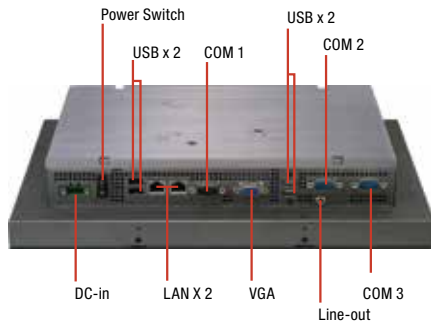 Power Switch
USB x 2
COM 1
USB x 2
COM 2
DC-in
LAN X 2
VGA
COM 3
Line-out